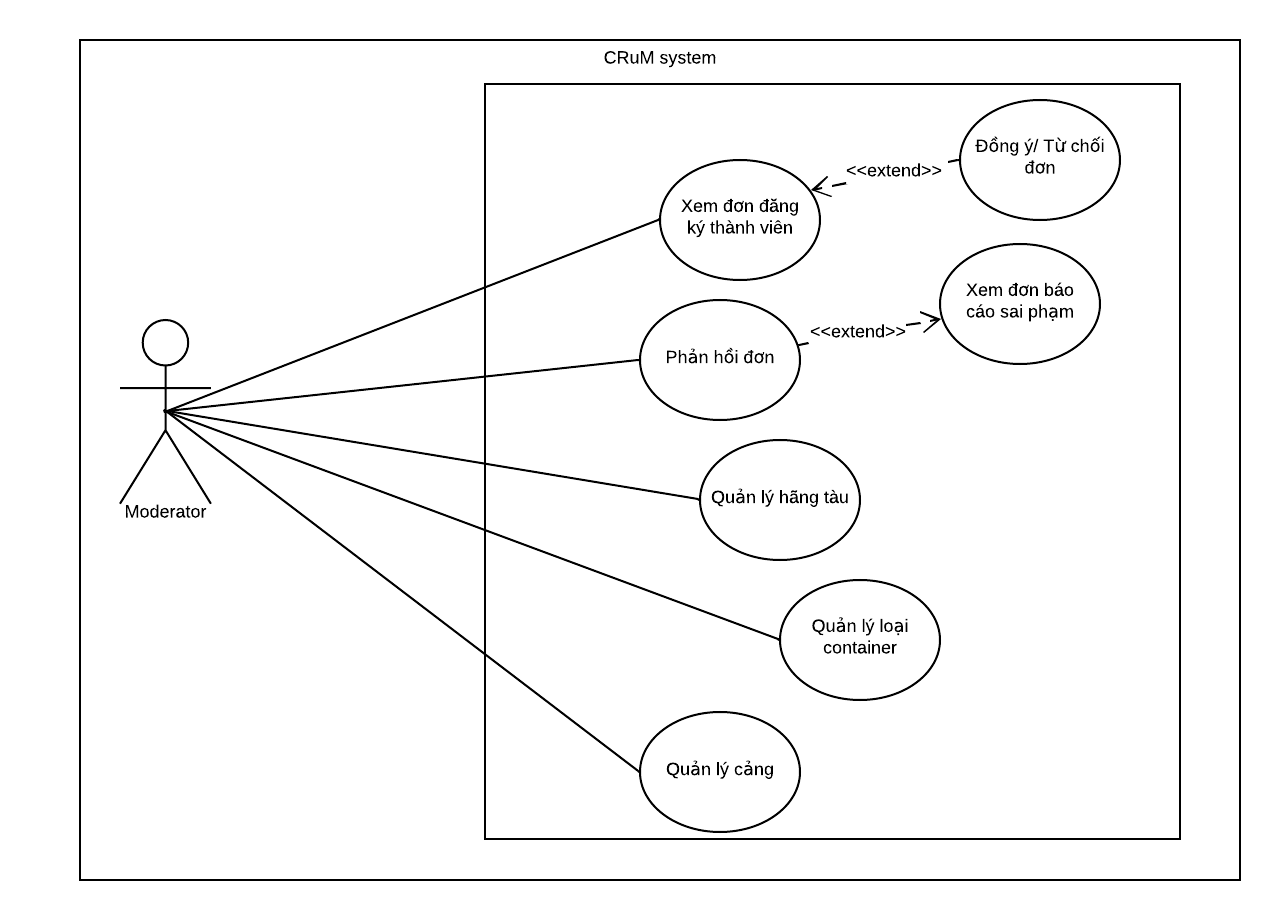 CRuM system
Đồng ý/ Từ chối
đơn
<<extend>>
Xem đơn đăng
ký thành viên
Xem đơn báo
cáo sai phạm
<<extend>>
Phản hồi đơn
Quản lý hãng tàu
Moderator
Quản lý loại
container
Quản lý cảng